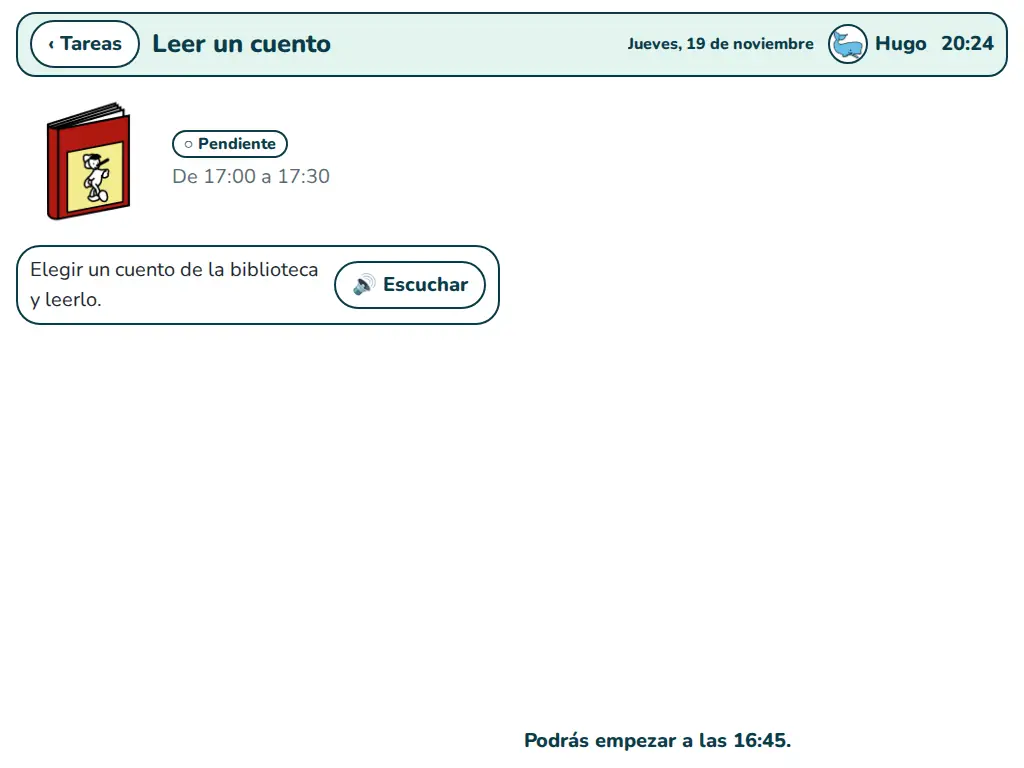 ‹ Tareas
Leer un cuento
Jueves, 19 de noviembre
Hugo
20:24
○ Pendiente
De 17:00 a 17:30
Elegir un cuento de la biblioteca
y leerlo.
🔊 Escuchar
Podrás empezar a las 16:45.